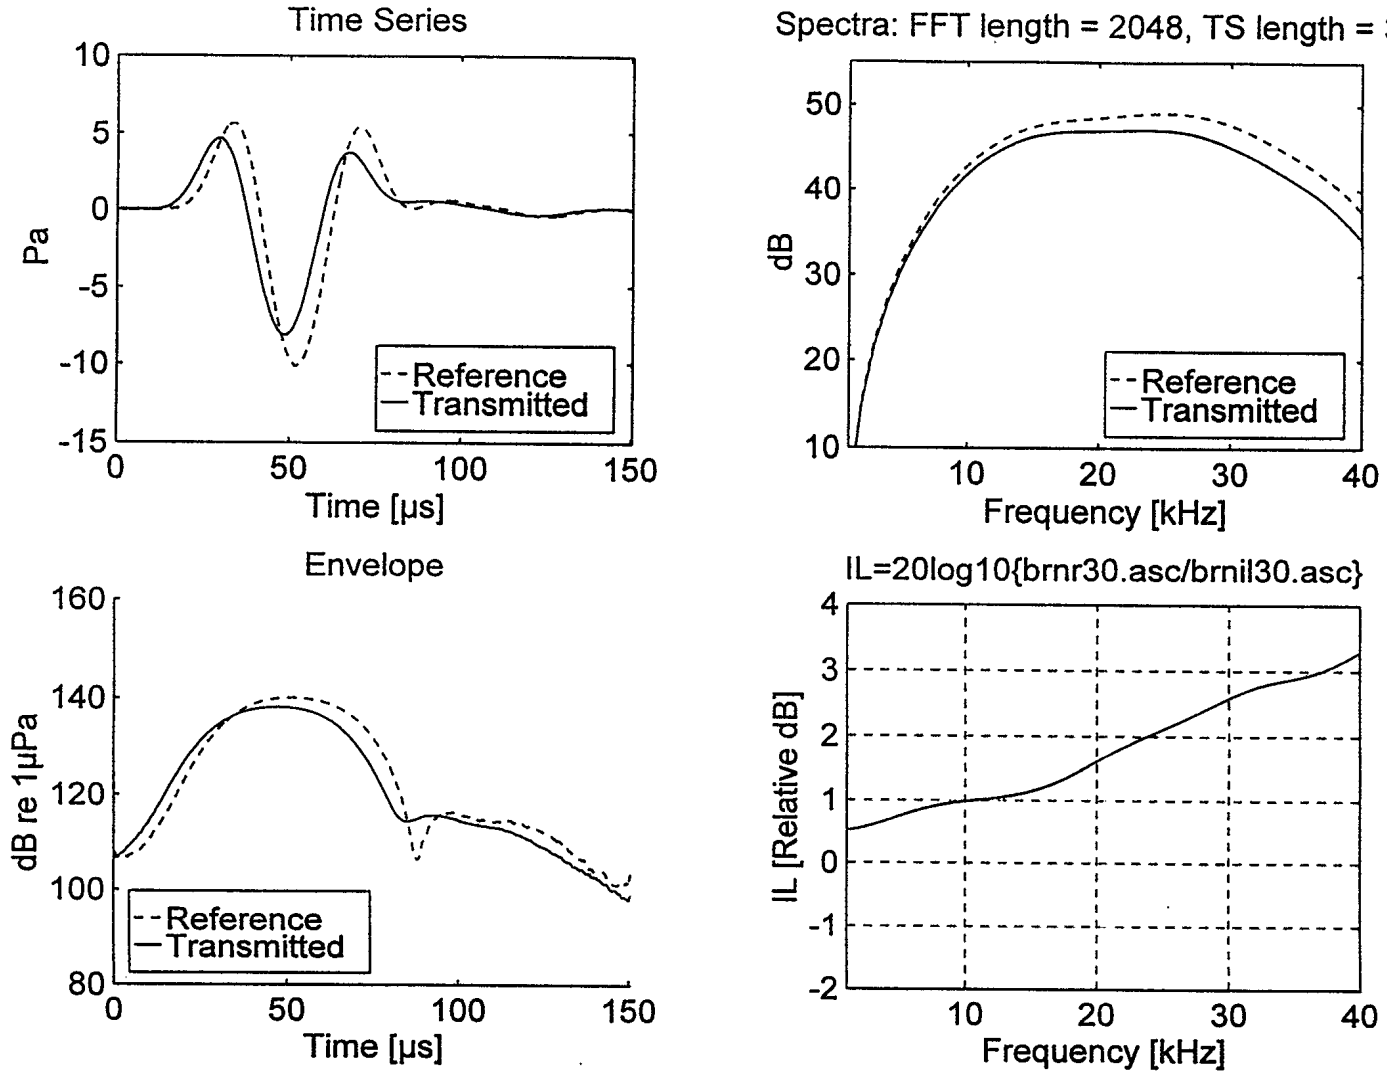 Time Series
10
5
0
-5
-10
-15
Pa
0 50 100 150
Time [µs]
Reference
Transmitted
Spectra: FFT length = 2048, TS length =
50
40
30
20
10
dB
10 20 30 40
Frequency [kHz]
Reference
Transmitted
Envelope
160
140
120
100
80
dB re 1µPa
0 50 100 150
Time [µs]
Reference
Transmitted
IL=20log10{brnr30.asc/brnil30.asc}
4
3
2
1
0
-1
-2
IL [Relative dB]
10 20 30 40
Frequency [kHz]